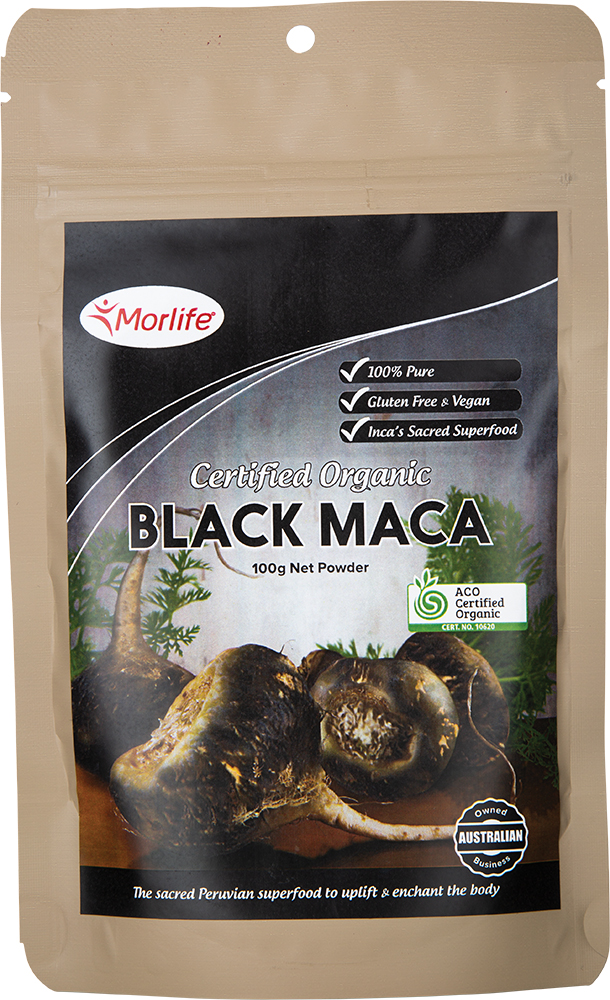 Morlife®
100% Pure
Gluten Free & Vegan
Inca's Sacred Superfood
Certified Organic
BLACK MACA
100g Net Powder
ACO
Certified
Organic
CERT. NO. 10620
Owned
AUSTRALIAN
Business
The sacred Peruvian superfood to uplift & enchant the body